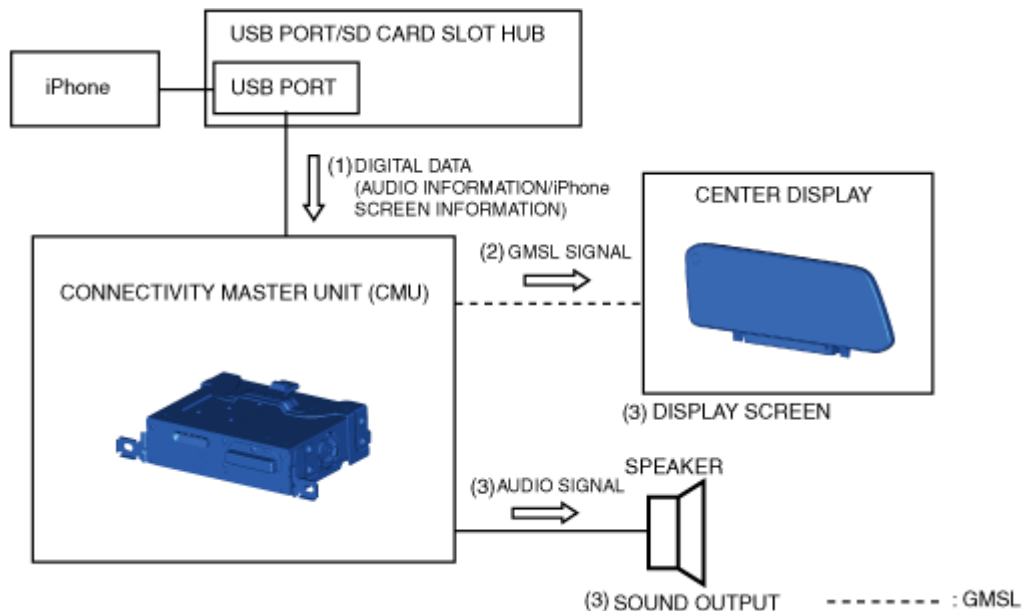 USB PORT/SD CARD SLOT HUB
iPhone
USB PORT
(1) DIGITAL DATA
(AUDIO INFORMATION/iPhone
SCREEN INFORMATION)
CENTER DISPLAY
(2) GMSL SIGNAL
CONNECTIVITY MASTER UNIT (CMU)
(3) DISPLAY SCREEN
SPEAKER
(3) AUDIO SIGNAL
(3) SOUND OUTPUT
: GMSL